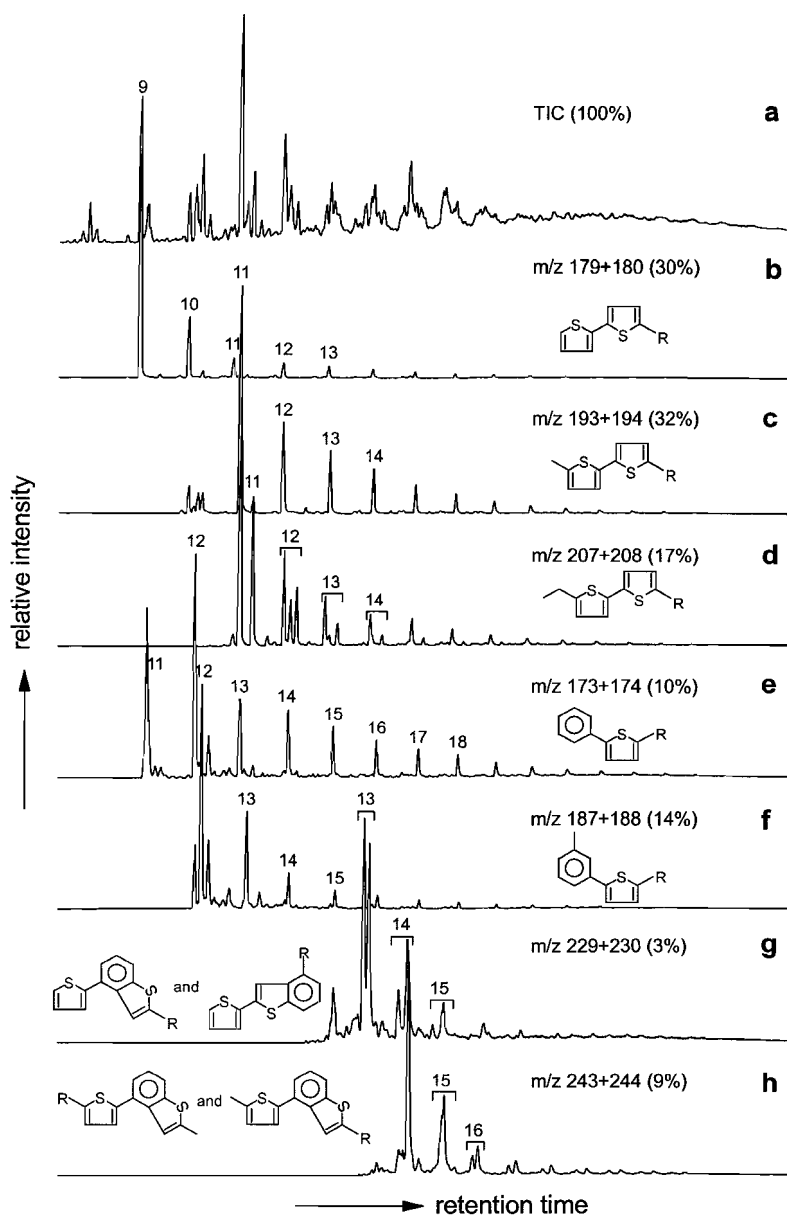 9
TIC (100%) a
m/z 179+180 (30%) b
10 11 11 12 13
S S R
m/z 193+194 (32%) c
11 12 13 14
S S R
m/z 207+208 (17%) d
12 13 14
S S R
m/z 173+174 (10%) e
11 12 12 13 14 15 16 17 18
S R
m/z 187+188 (14%) f
13 14 15
S R
m/z 229+230 (3%) g
13 14 15
S S R and R S S
m/z 243+244 (9%) h
15 16
R S S and S S R
relative intensity
retention time